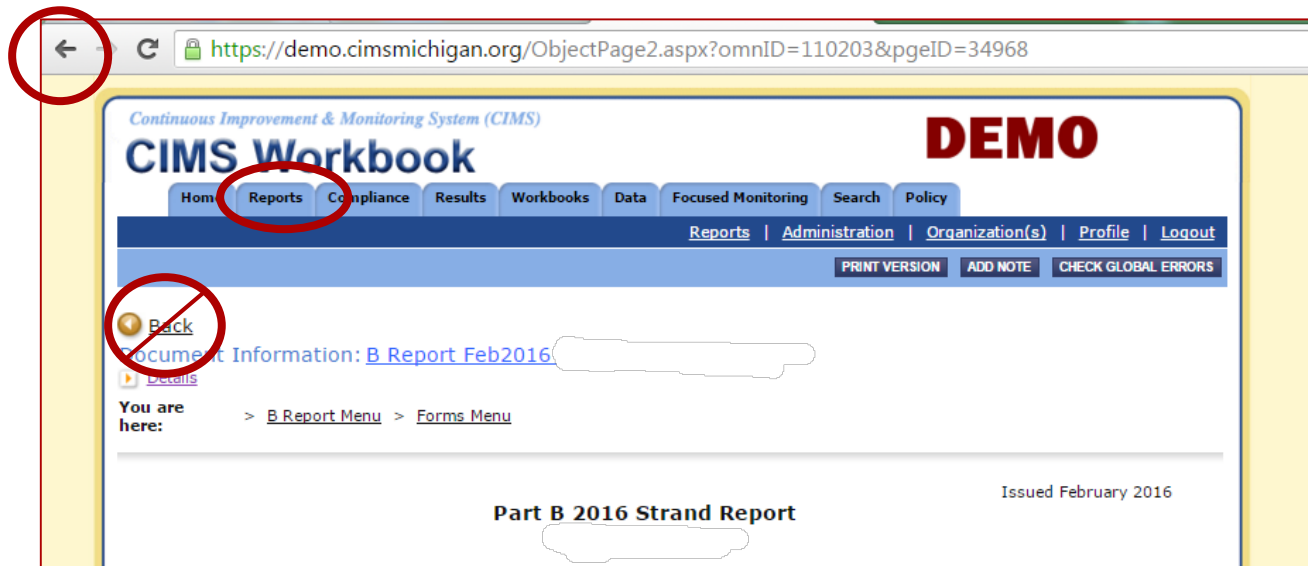 https://demo.cimsmichigan.org/ObjectPage2.aspx?omnID=110203&pgeID=34968
Continuous Improvement & Monitoring System (CIMS)
CIMS Workbook
DEMO
Home Reports Compliance Results Workbooks Data Focused Monitoring Search Policy
Reports | Administration | Organization(s) | Profile | Logout
PRINT VERSION ADD NOTE CHECK GLOBAL ERRORS
Back
Document Information: B Report Feb2016
Details
You are
here: > B Report Menu > Forms Menu
Issued February 2016
Part B 2016 Strand Report